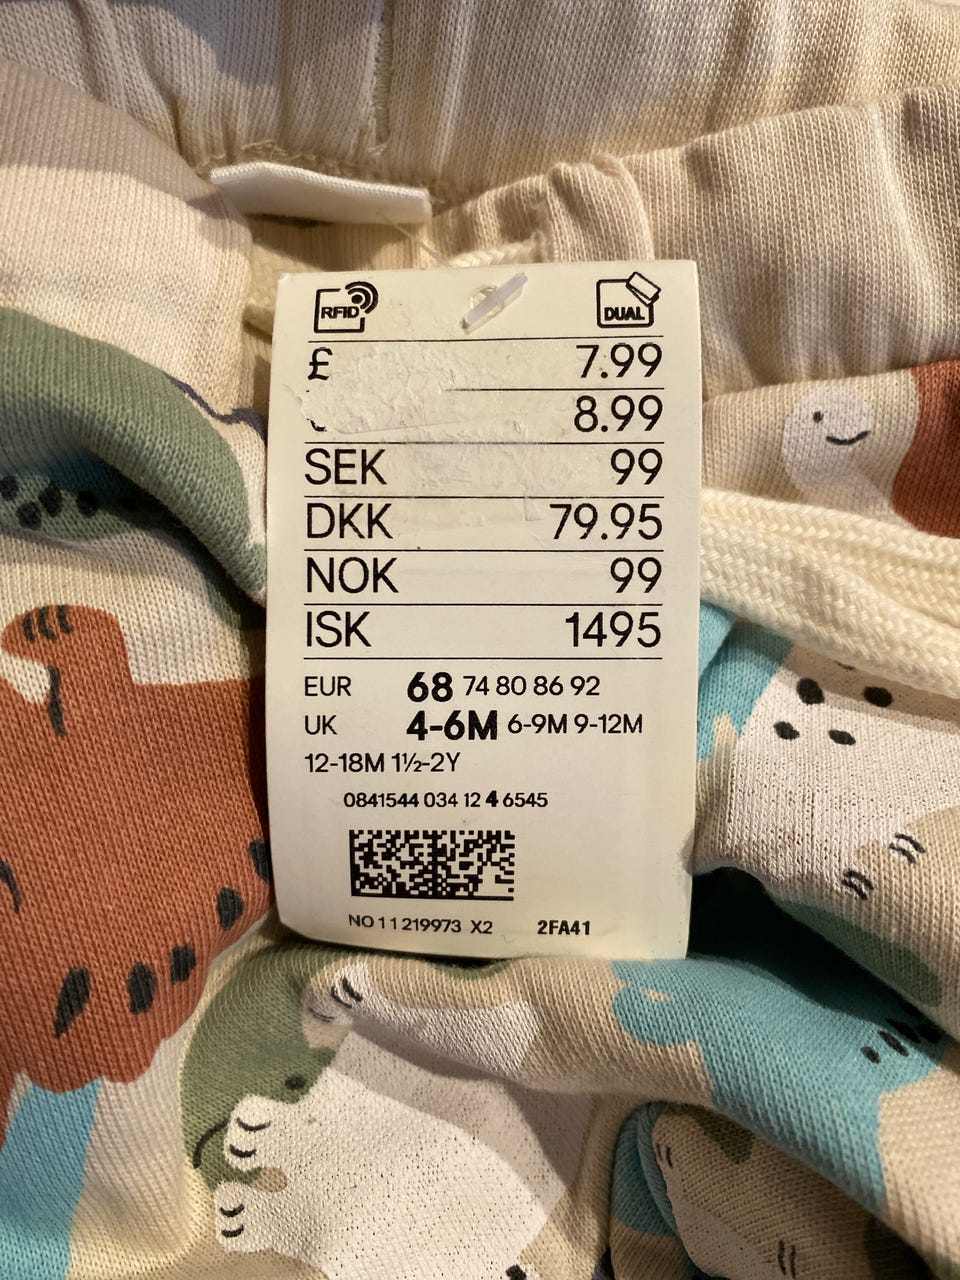 RFID DUAL
£ 7.99
8.99
SEK 99
DKK 79.95
NOK 99
ISK 1495
EUR 68 74 80 86 92
UK 4-6M 6-9M 9-12M
12-18M 1½-2Y
0841544 034 12 4 6545
NO 11219973 X2 2FA41